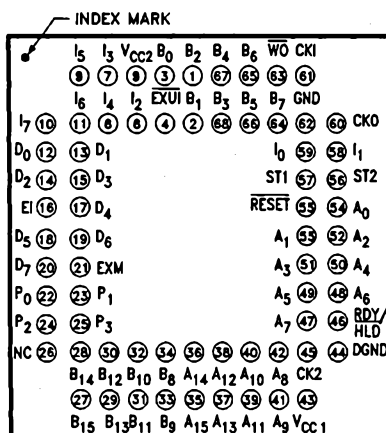 INDEX MARK
I5 I3 VCC2 B0 B2 B4 B6 WO CKI
9 7 9 3 1 67 65 63 61
I6 I4 I2 EXUI B1 B3 B5 B7 GND
I7 10 11 8 6 4 2 68 66 64 62 60 CKO
D0 12 13 D1 I0 59 58 I1
D2 14 15 D3 ST1 57 56 ST2
EI 16 17 D4 RESET 55 54 A0
D5 18 19 D6 A1 53 52 A2
D7 20 21 EXM A3 51 50 A4
P0 22 23 P1 A5 49 48 A6
P2 24 25 P3 A7 47 46 RDY/HLD
NC 26 28 30 32 34 36 38 40 42 45 44 DGND
B14 B12 B10 B8 A14 A12 A10 A8 CK2
27 29 31 33 35 37 39 41 43
B15 B13 B11 B9 A15 A13 A11 A9 VCC1